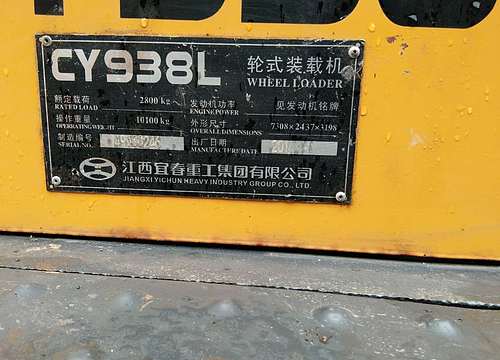 CY938L 轮式装载机
WHEEL LOADER
额定载荷 2800 kg 发动机功率 见发动机铭牌
RATED LOAD ENGINE POWER
操作重量 10100 kg 外形尺寸 7308×2437×3198
OPERATING WEIGHT OVERALL DIMENSIONS
制造编号 出厂日期
SERIAL NO. MANUFACTURE DATE
江西宜春重工集团有限公司
JIANGXI YICHUN HEAVY INDUSTRY GROUP CO., LTD.